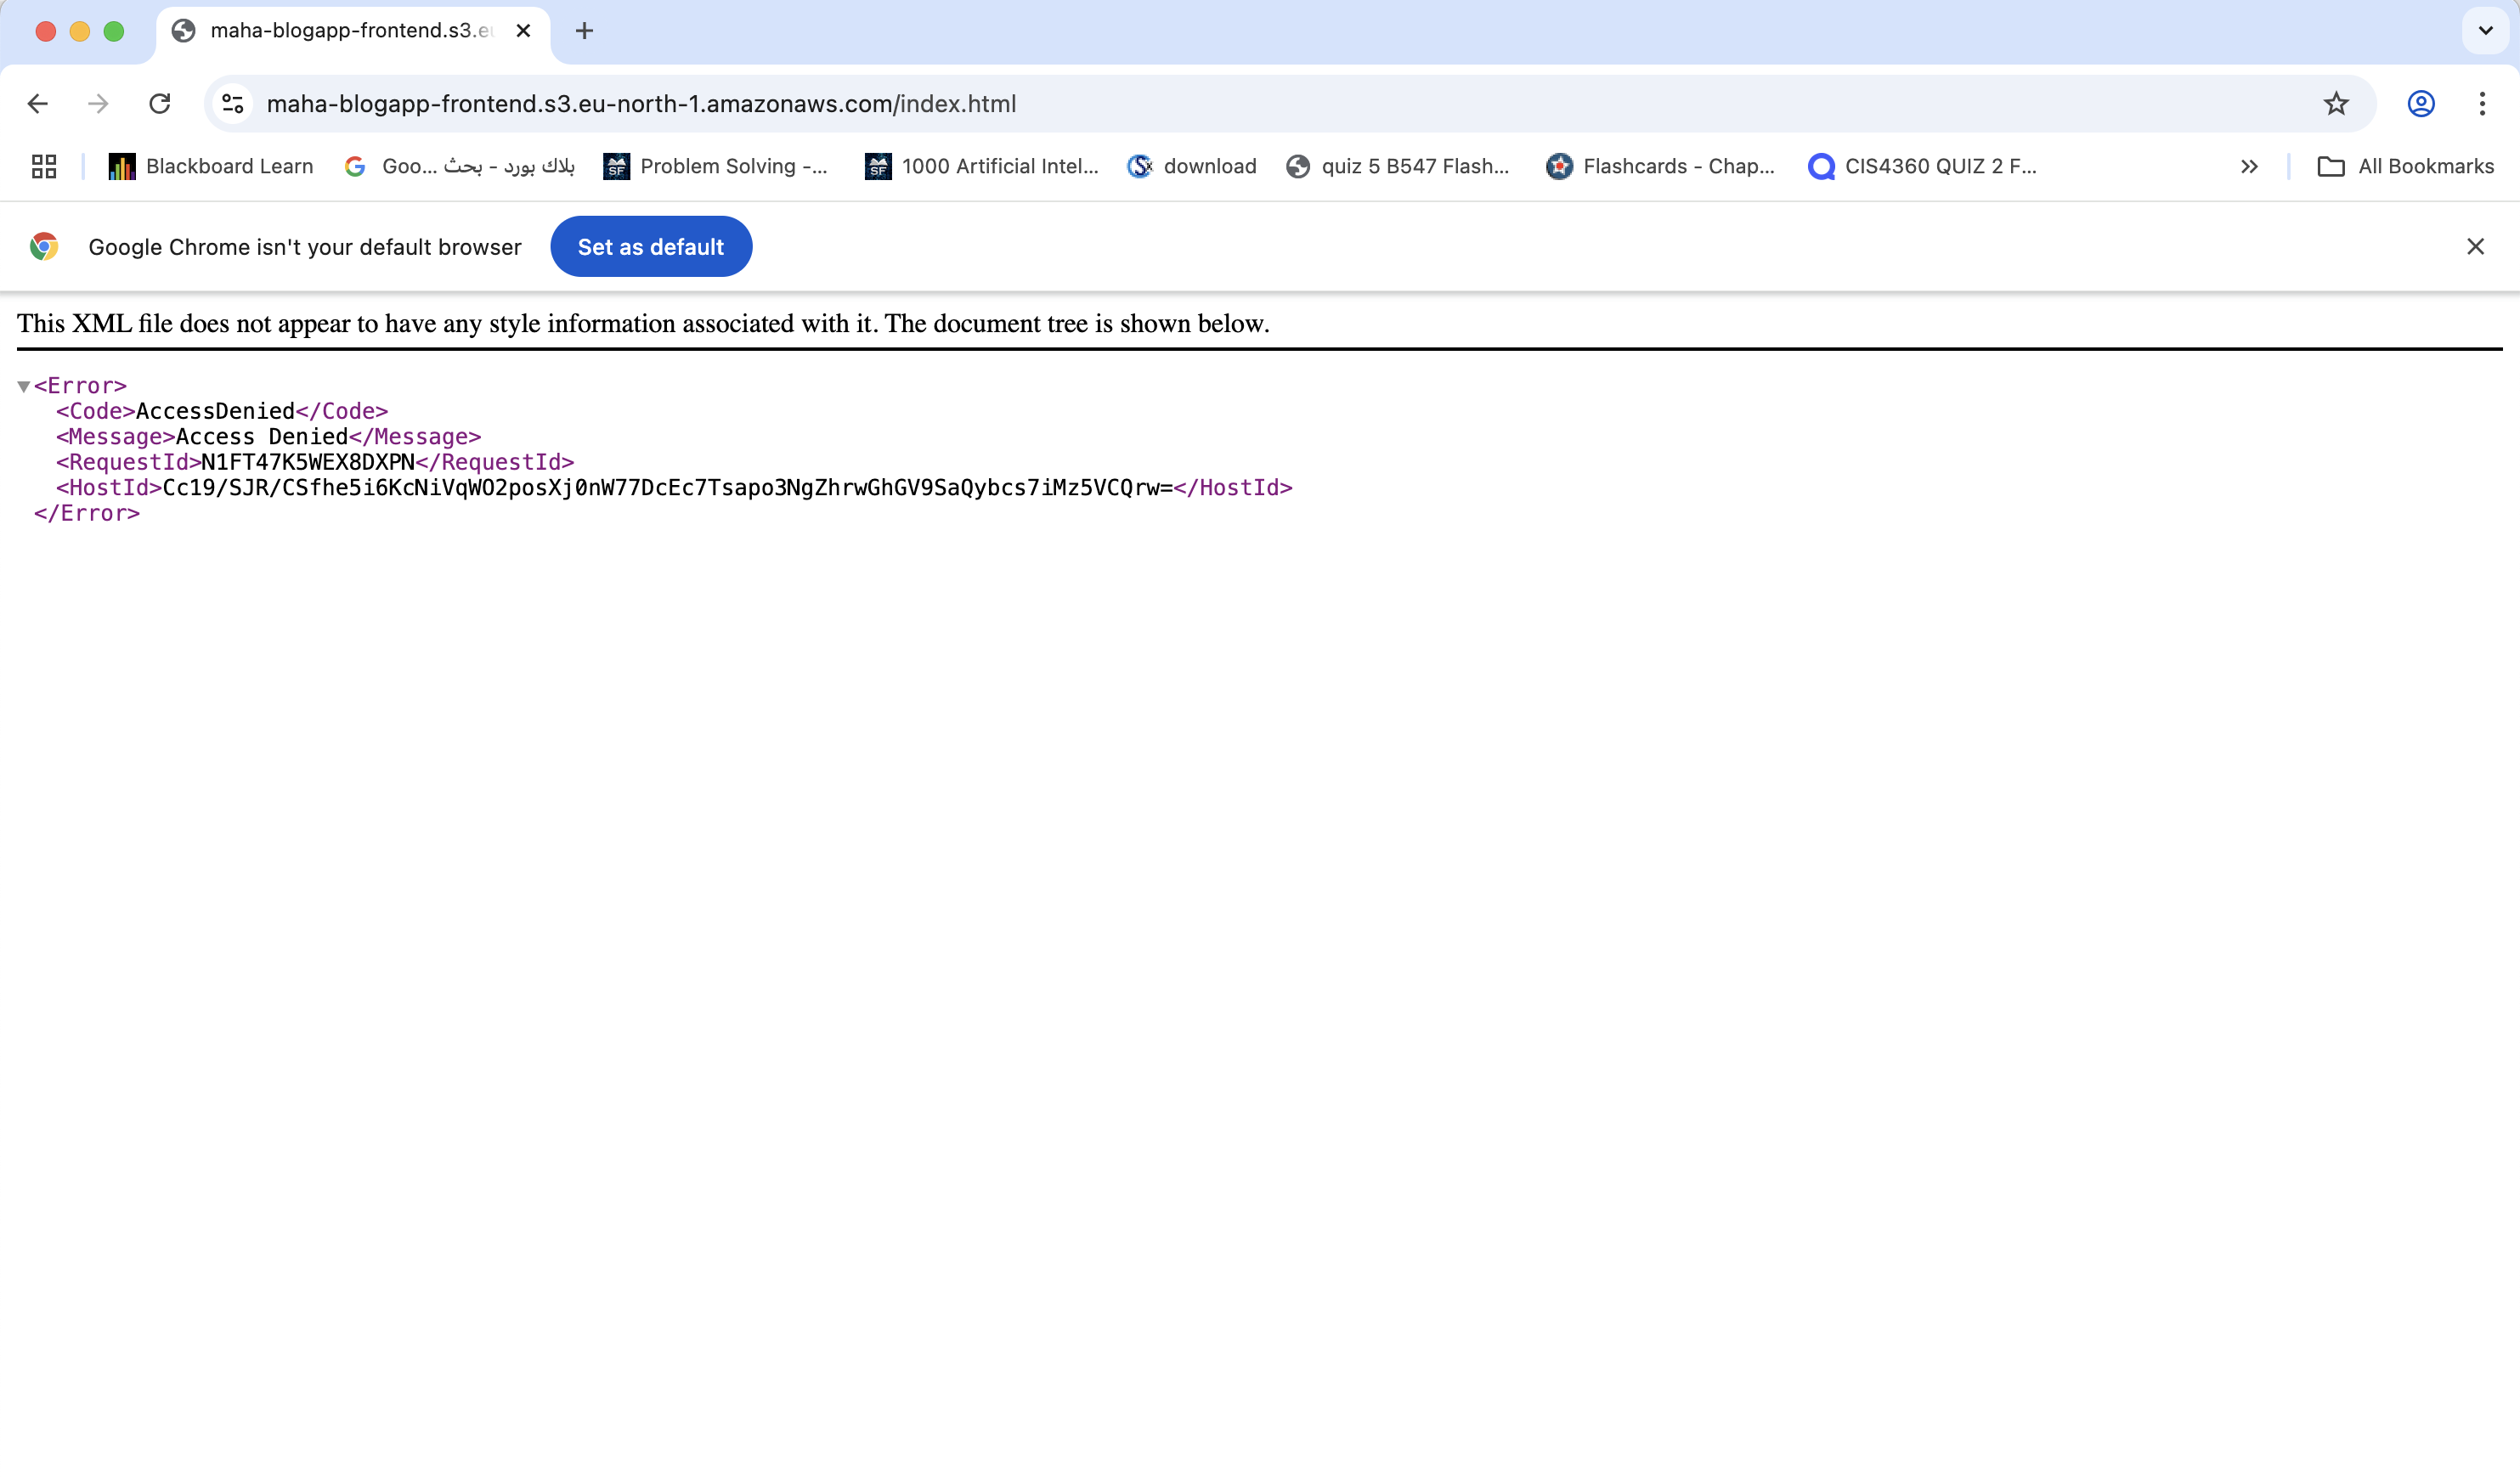 maha-blogapp-frontend.s3.eu
maha-blogapp-frontend.s3.eu-north-1.amazonaws.com/index.html
Blackboard Learn
Goo... بلاك بورد - بحث
Problem Solving -...
1000 Artificial Intel...
download
quiz 5 B547 Flash...
Flashcards - Chap...
CIS4360 QUIZ 2 F...
All Bookmarks
Google Chrome isn't your default browser
Set as default
This XML file does not appear to have any style information associated with it. The document tree is shown below.
<Error>
<Code>AccessDenied</Code>
<Message>Access Denied</Message>
<RequestId>N1FT47K5WEX8DXPN</RequestId>
<HostId>Cc19/SJR/CSfhe5i6KcNiVqWO2posXj0nW77DcEc7Tsapo3NgZhrwGhGV9SaQybcs7iMz5VCQrw=</HostId>
</Error>